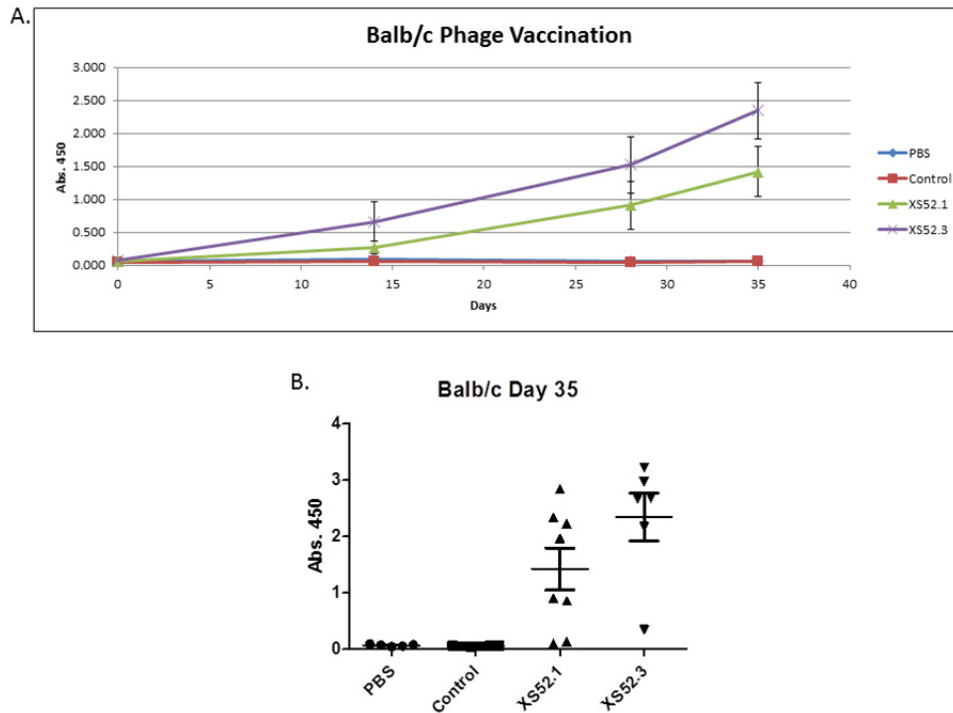 A.
Balb/c Phage Vaccination
3.000
2.500
2.000
1.500
1.000
0.500
0.000
Abs. 450
0 5 10 15 20 25 30 35 40
Days
PBS
Control
XS52.1
XS52.3
B.
Balb/c Day 35
4
3
2
1
0
Abs. 450
PBS Control XS52.1 XS52.3